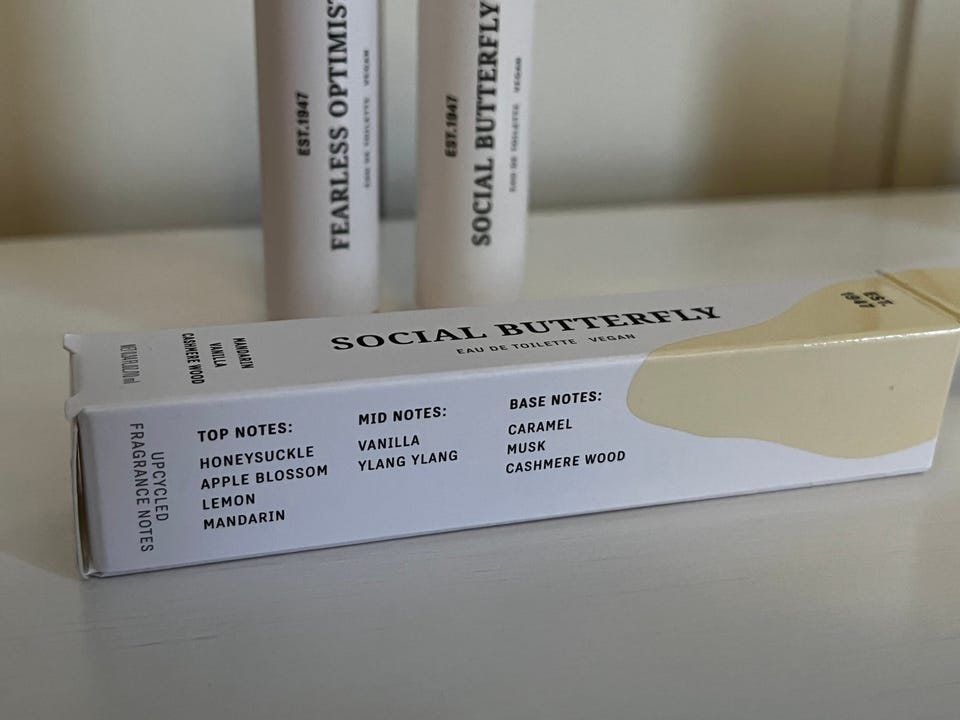 EST.1947
FEARLESS OPTIMIST
EAU DE TOILETTE VEGAN
EST.1947
SOCIAL BUTTERFLY
EAU DE TOILETTE VEGAN
SOCIAL BUTTERFLY
EAU DE TOILETTE VEGAN
EST.
1947
MANDARIN
VANILLA
CASHMERE WOOD
UPCYCLED
FRAGRANCE NOTES
TOP NOTES:
HONEYSUCKLE
APPLE BLOSSOM
LEMON
MANDARIN
MID NOTES:
VANILLA
YLANG YLANG
BASE NOTES:
CARAMEL
MUSK
CASHMERE WOOD